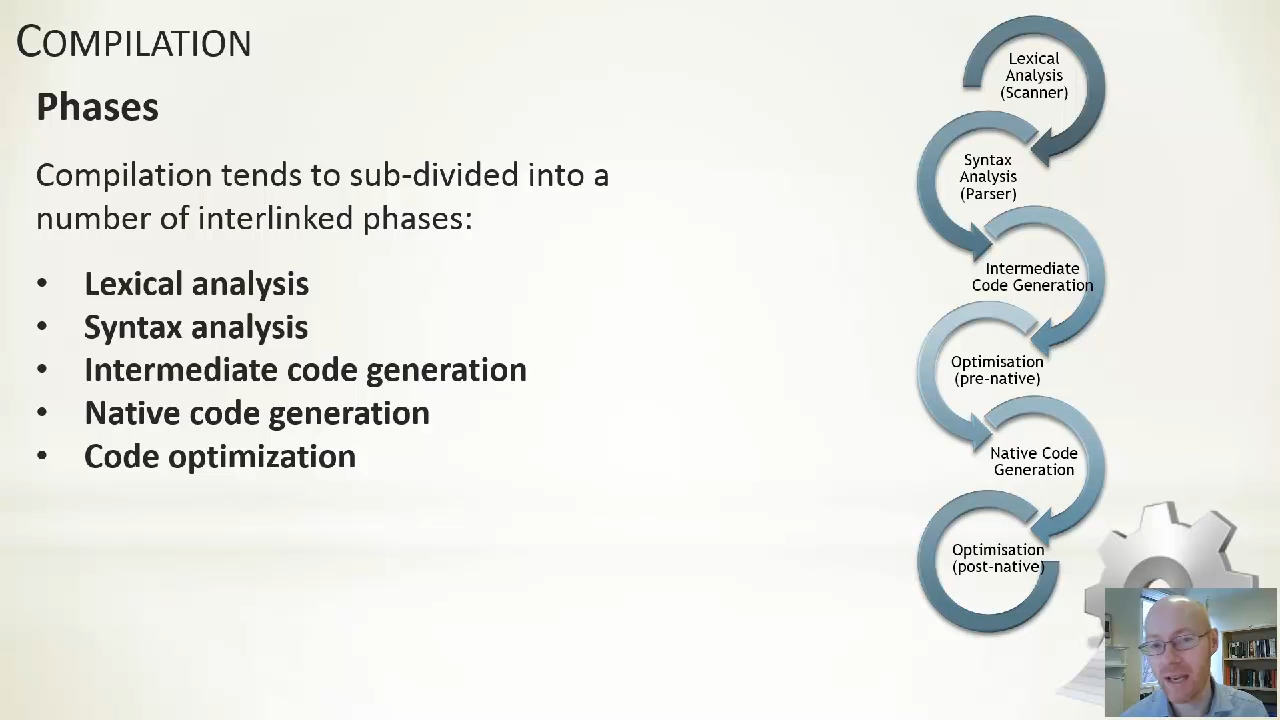 COMPILATION
Phases
Compilation tends to sub-divided into a
number of interlinked phases:
• Lexical analysis
• Syntax analysis
• Intermediate code generation
• Native code generation
• Code optimization
Lexical
Analysis
(Scanner)
Syntax
Analysis
(Parser)
Intermediate
Code Generation
Optimisation
(pre-native)
Native Code
Generation
Optimisation
(post-native)